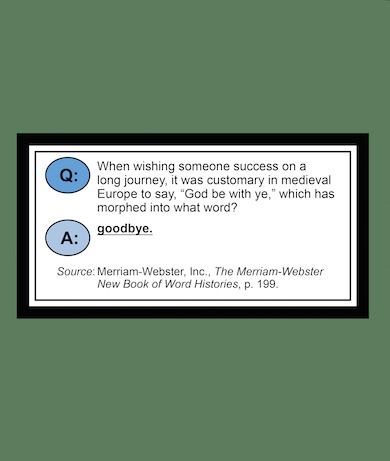 Q:
When wishing someone success on a
long journey, it was customary in medieval
Europe to say, “God be with ye,” which has
morphed into what word?
A:
goodbye.
Source: Merriam-Webster, Inc., The Merriam-Webster
New Book of Word Histories, p. 199.